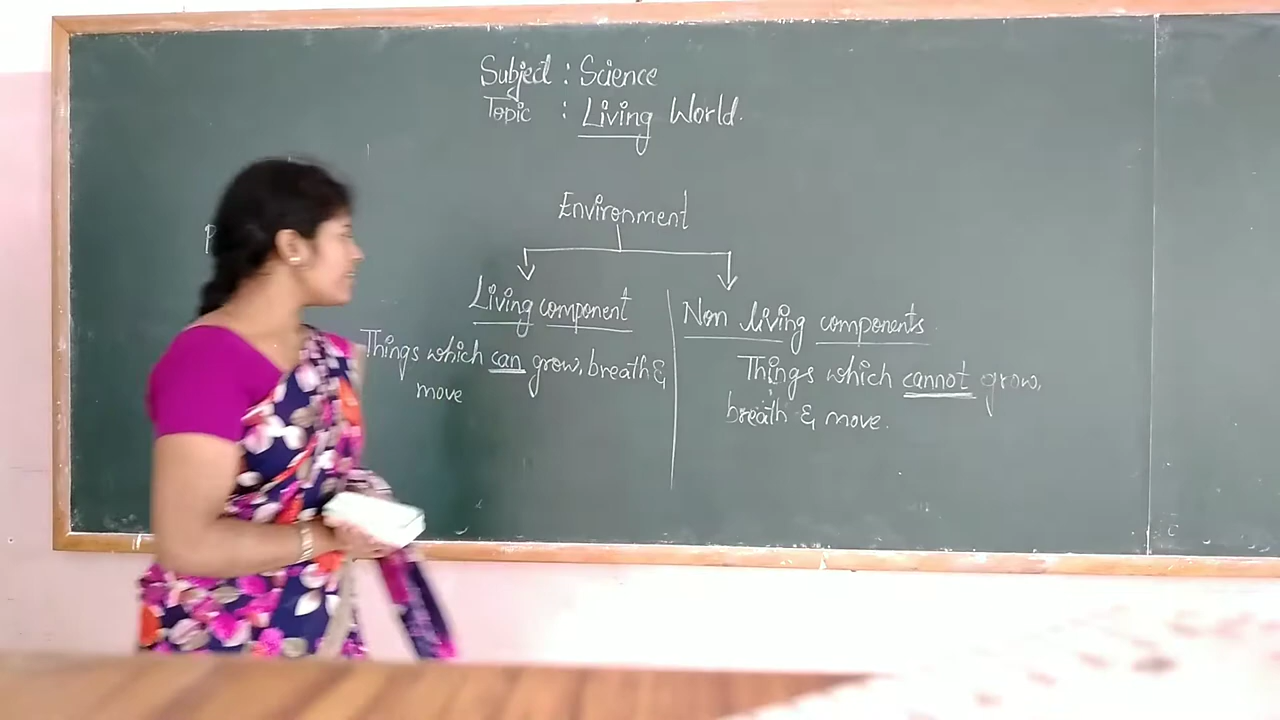 Subject : Science
Topic : Living World.
Environment
Living component
Things which can grow, breath &
move
Non living components
Things which cannot grow,
breath & move.